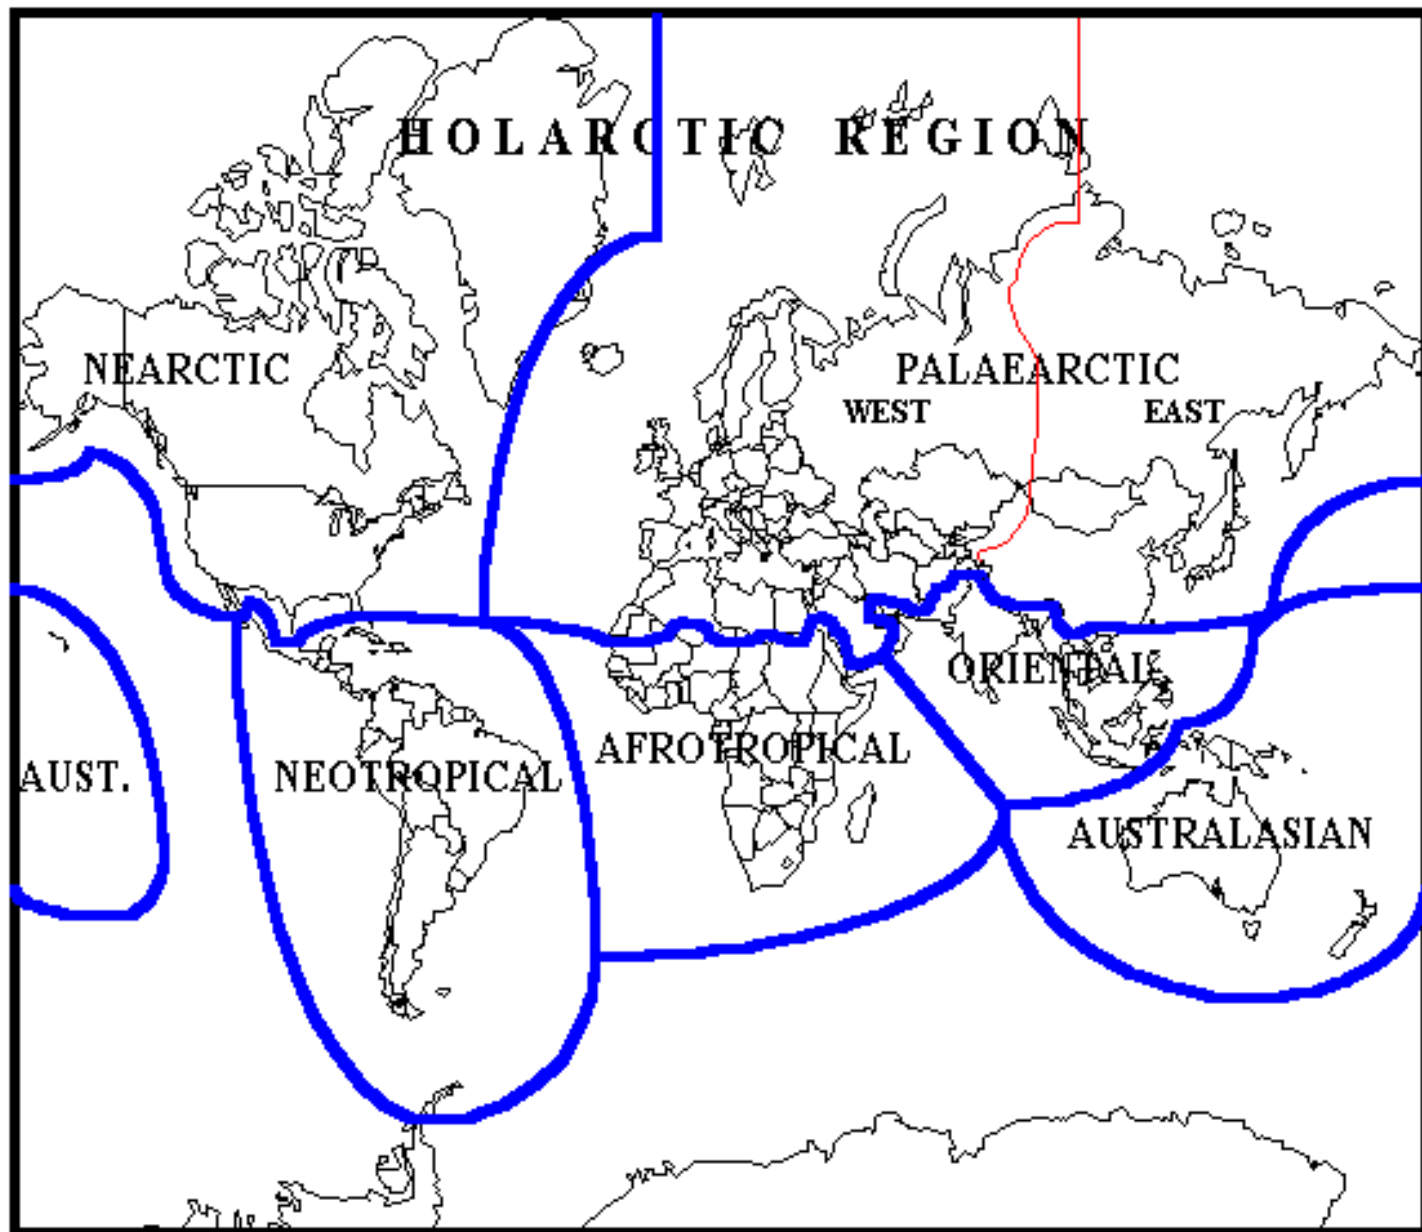 HOLARCTIC REGION
NEARCTIC
PALAEARCTIC
WEST
EAST
ORIENTAL
AFROTROPICAL
AUST.
NEOTROPICAL
AUSTRALASIAN